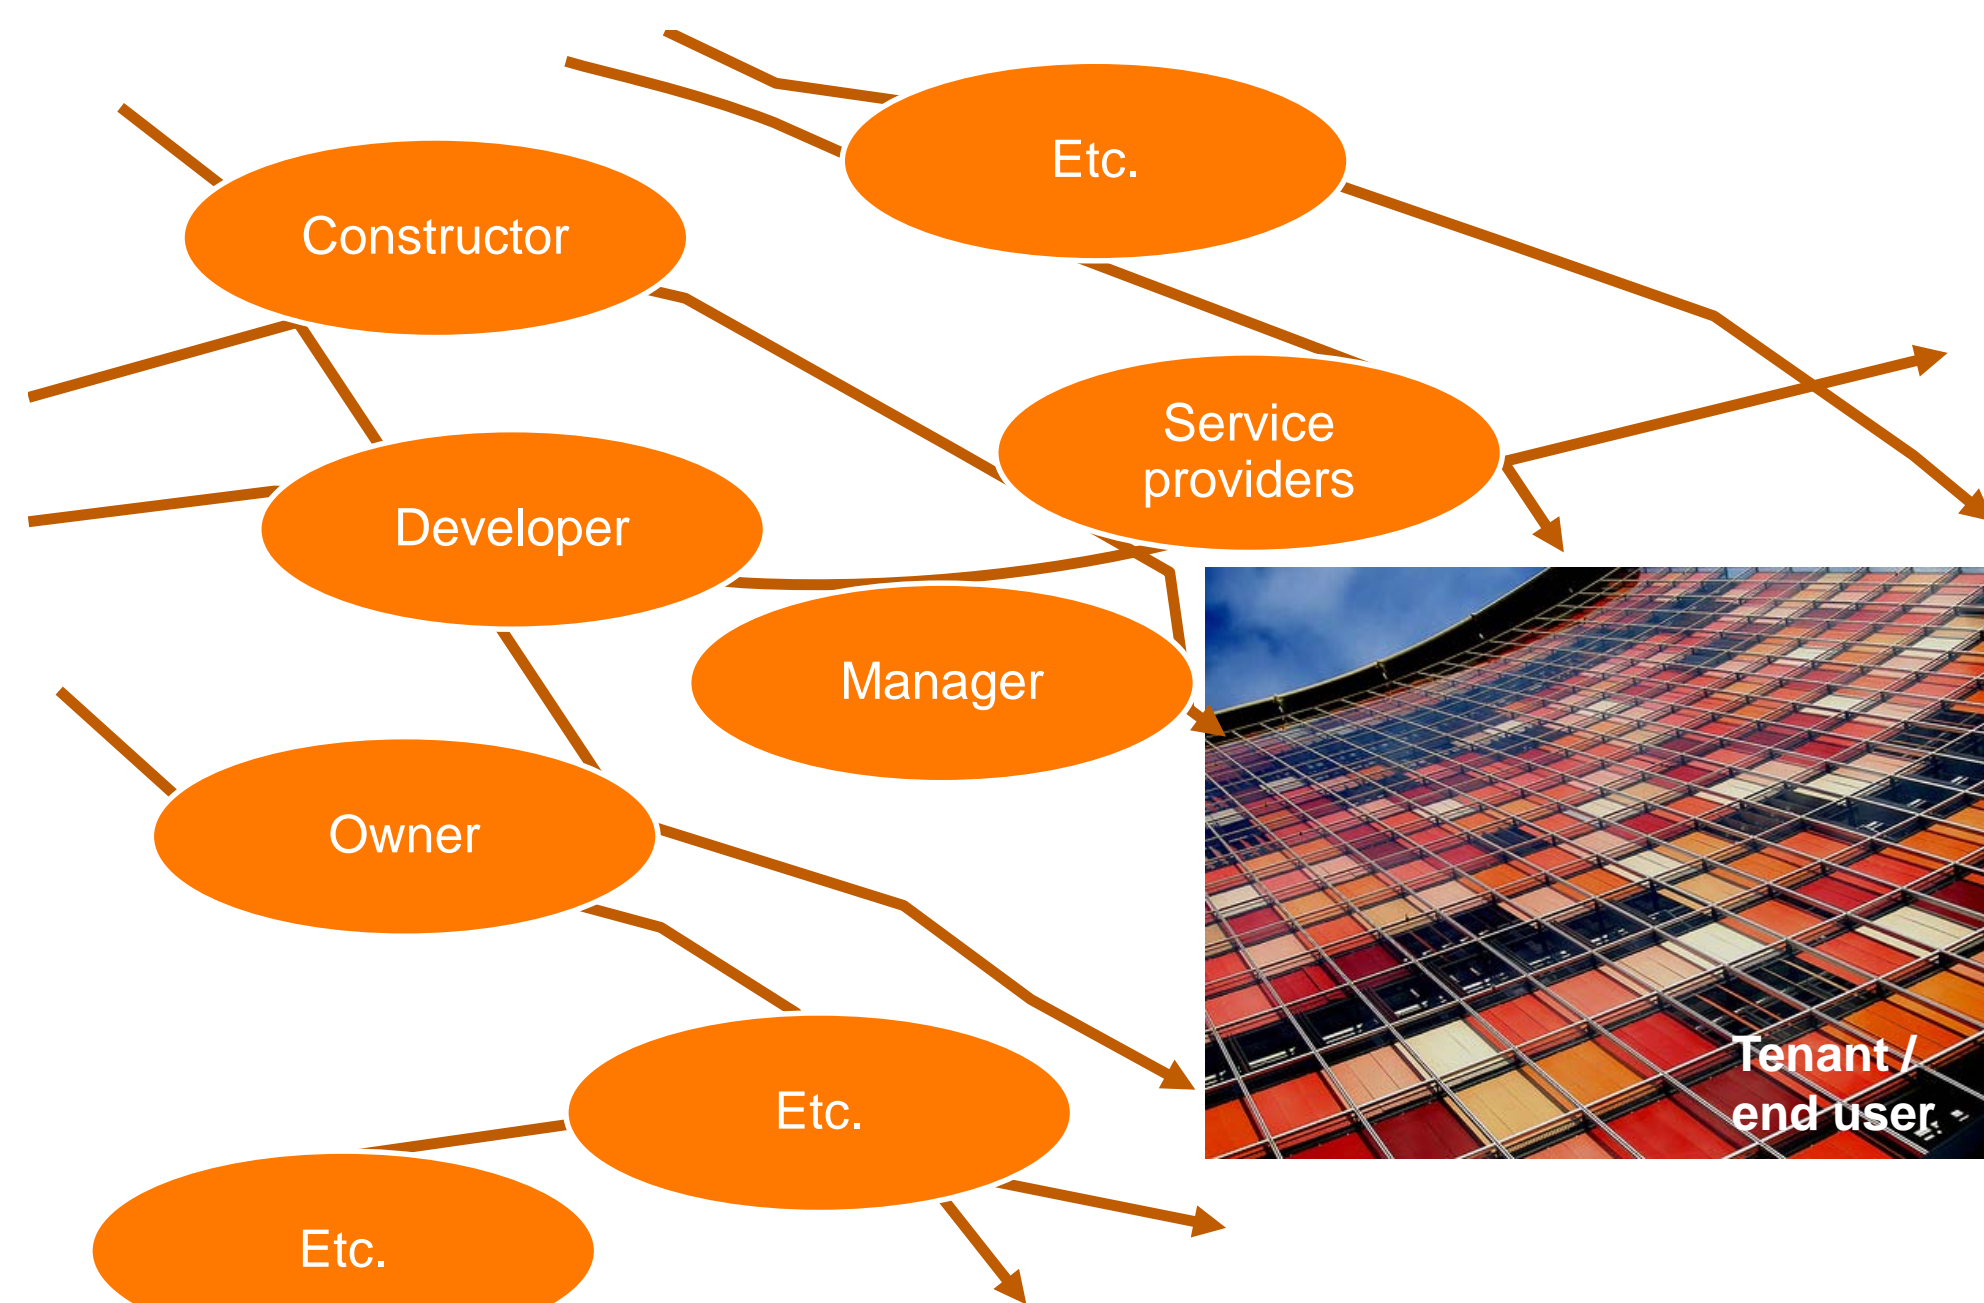 Etc.
Constructor
Service
providers
Developer
Manager
Owner
Tenant /
end user
Etc.
Etc.